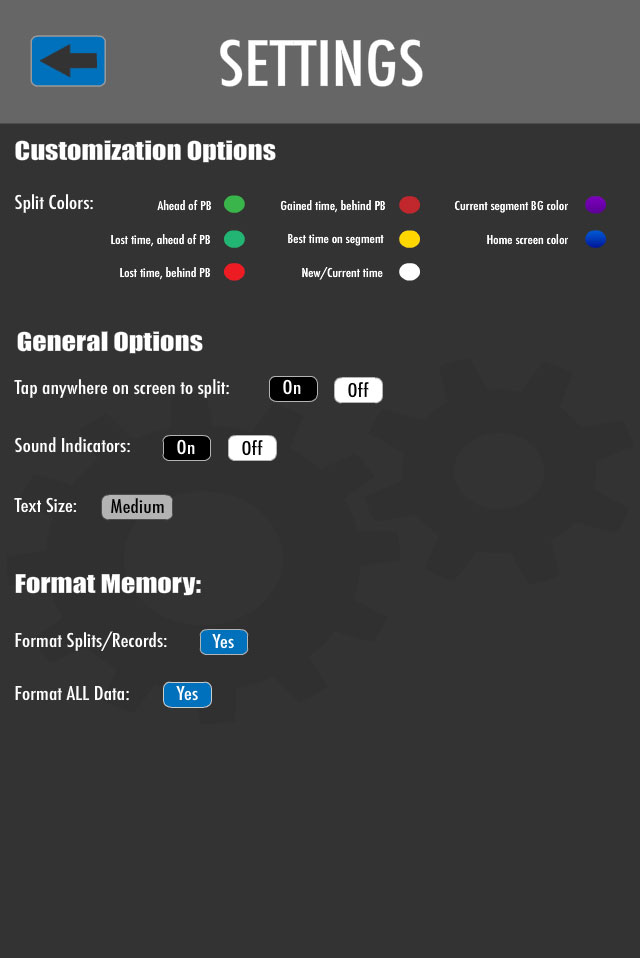 SETTINGS
Customization Options
Split Colors: Ahead of PB Gained time, behind PB Current segment BG color
Lost time, ahead of PB Best time on segment Home screen color
Lost time, behind PB New/Current time
General Options
Tap anywhere on screen to split: On Off
Sound Indicators: On Off
Text Size: Medium
Format Memory:
Format Splits/Records: Yes
Format ALL Data: Yes